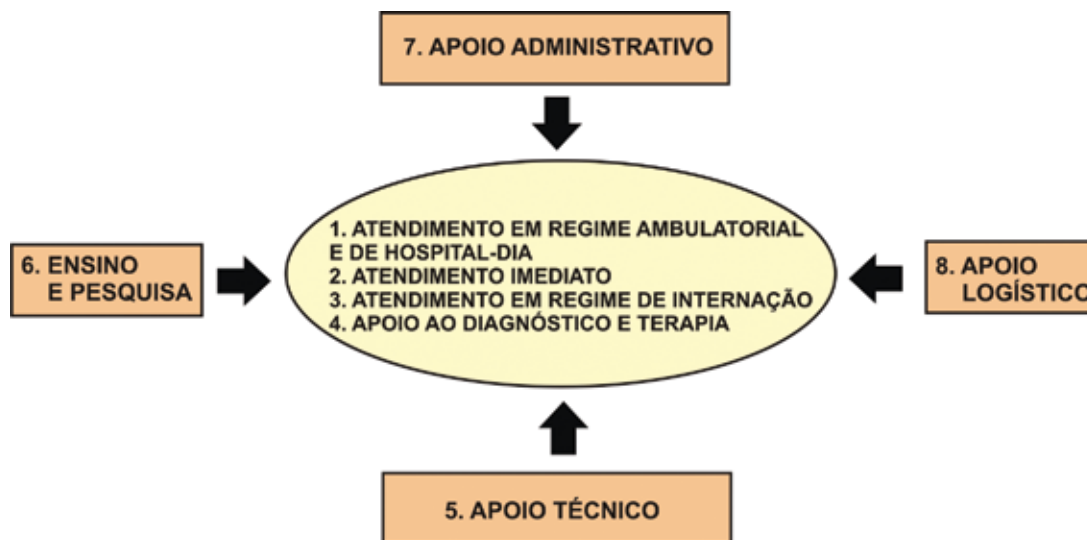 7. APOIO ADMINISTRATIVO
1. ATENDIMENTO EM REGIME AMBULATORIAL
E DE HOSPITAL-DIA
2. ATENDIMENTO IMEDIATO
3. ATENDIMENTO EM REGIME DE INTERNAÇÃO
4. APOIO AO DIAGNÓSTICO E TERAPIA
6. ENSINO
E PESQUISA
8. APOIO
LOGÍSTICO
5. APOIO TÉCNICO